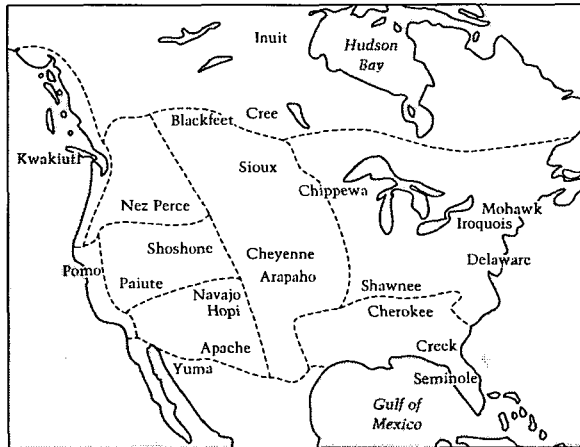 Inuit
Hudson
Bay
Blackfeet
Cree
Kwakiutl
Sioux
Chippewa
Nez Perce
Mohawk
Iroquois
Shoshone
Cheyenne
Delaware
Pomo
Arapaho
Paiute
Navajo
Hopi
Shawnee
Cherokee
Apache
Creek
Yuma
Seminole
Gulf of
Mexico